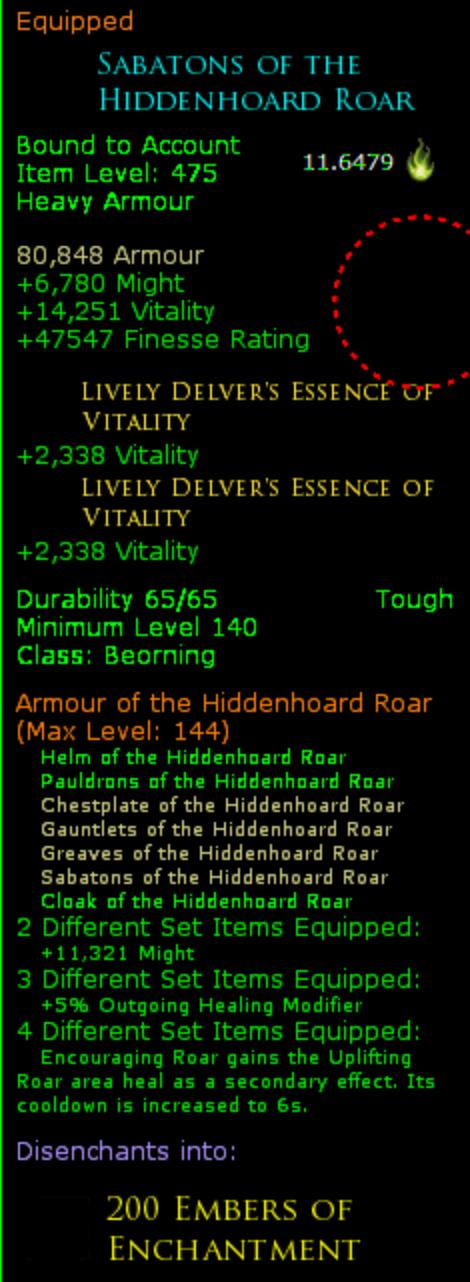 Equipped
SABATONS OF THE
HIDDENHOARD ROAR
Bound to Account
Item Level: 475
11.6479
Heavy Armour
80,848 Armour
+6,780 Might
+14,251 Vitality
+47547 Finesse Rating
LIVELY DELVER'S ESSENCE OF
VITALITY
+2,338 Vitality
LIVELY DELVER'S ESSENCE OF
VITALITY
+2,338 Vitality
Durability 65/65 Tough
Minimum Level 140
Class: Beorning
Armour of the Hiddenhoard Roar
(Max Level: 144)
Helm of the Hiddenhoard Roar
Pauldrons of the Hiddenhoard Roar
Chestplate of the Hiddenhoard Roar
Gauntlets of the Hiddenhoard Roar
Greaves of the Hiddenhoard Roar
Sabatons of the Hiddenhoard Roar
Cloak of the Hiddenhoard Roar
2 Different Set Items Equipped:
+11,321 Might
3 Different Set Items Equipped:
+5% Outgoing Healing Modifier
4 Different Set Items Equipped:
Encouraging Roar gains the Uplifting
Roar area heal as a secondary effect. Its
cooldown is increased to 6s.
Disenchants into:
200 EMBERS OF
ENCHANTMENT